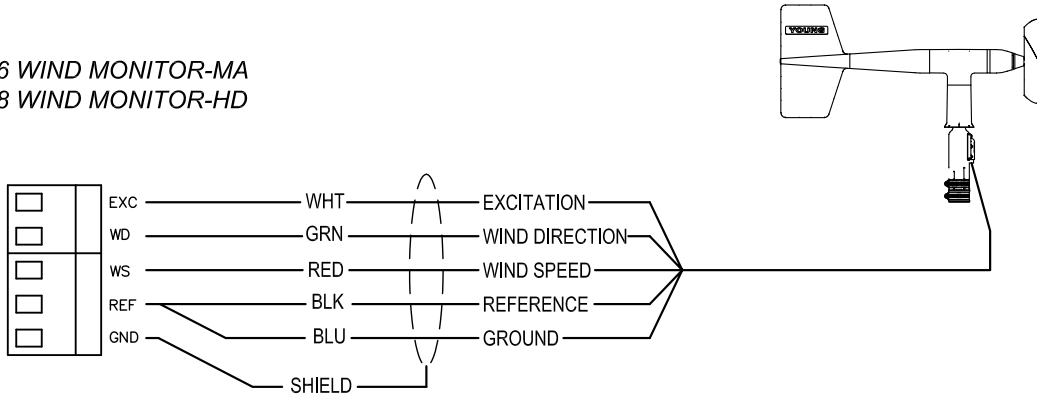 YOUNG
6 WIND MONITOR-MA
8 WIND MONITOR-HD
EXC WHT EXCITATION
WD GRN WIND DIRECTION
WS RED WIND SPEED
REF BLK REFERENCE
GND BLU GROUND
SHIELD